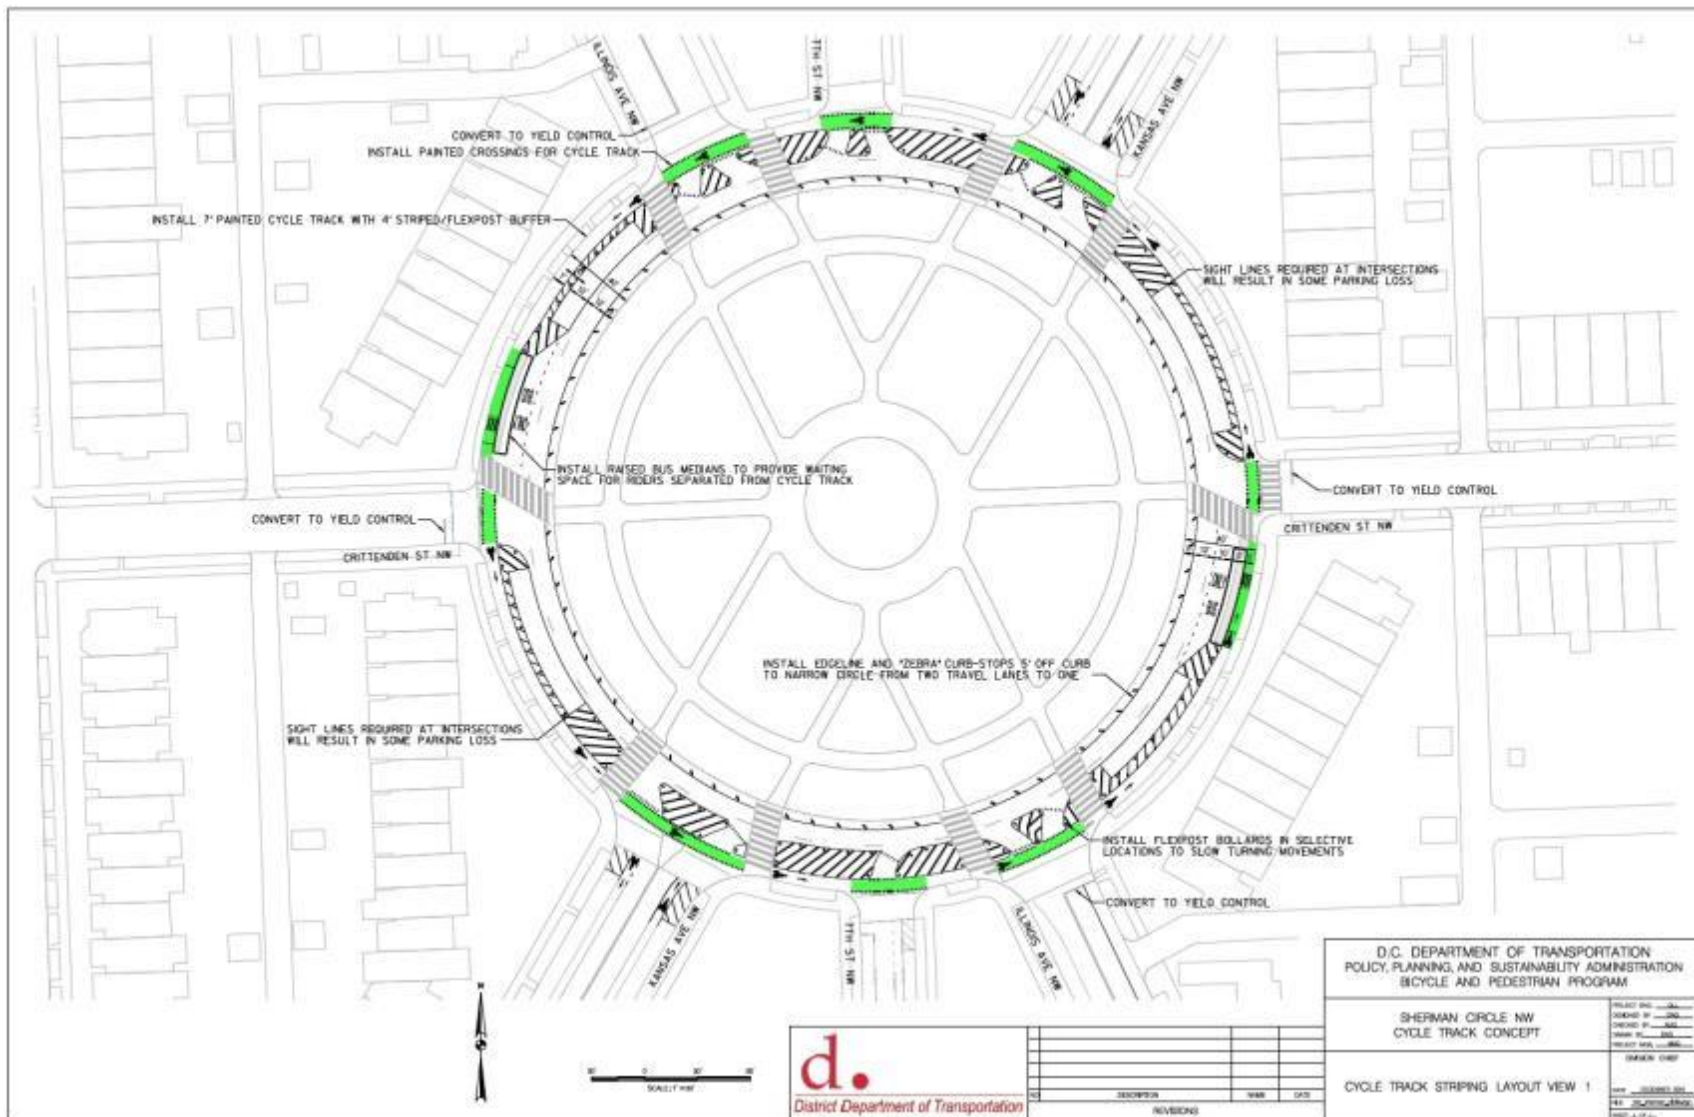 ILLINOIS AVE NW
7TH ST NW
KANSAS AVE NW
CONVERT TO YIELD CONTROL
INSTALL PAINTED CROSSINGS FOR CYCLE TRACK
INSTALL 7' PAINTED CYCLE TRACK WITH 4' STRIPED/FLEXPOST BUFFER
SIGHT LINES REQUIRED AT INTERSECTIONS
WILL RESULT IN SOME PARKING LOSS
INSTALL RAISED BUS MEDIANS TO PROVIDE WAITING
SPACE FOR RIDERS SEPARATED FROM CYCLE TRACK
CONVERT TO YIELD CONTROL
CONVERT TO YIELD CONTROL
CRITTENDEN ST NW
CRITTENDEN ST NW
INSTALL EDGELINE AND "ZEBRA" CURB-STOPS 5' OFF CURB
TO NARROW CIRCLE FROM TWO TRAVEL LANES TO ONE
SIGHT LINES REQUIRED AT INTERSECTIONS
WILL RESULT IN SOME PARKING LOSS
INSTALL FLEXPOST BOLLARDS IN SELECTIVE
LOCATIONS TO SLOW TURNING MOVEMENTS
CONVERT TO YIELD CONTROL
KANSAS AVE NW
7TH ST NW
ILLINOIS AVE NW
N
d.
District Department of Transportation
NO
DESCRIPTION
NAME
DATE
REVISIONS
D.C. DEPARTMENT OF TRANSPORTATION
POLICY, PLANNING, AND SUSTAINABILITY ADMINISTRATION
BICYCLE AND PEDESTRIAN PROGRAM
SHERMAN CIRCLE NW
CYCLE TRACK CONCEPT
DIVISION CHIEF
CYCLE TRACK STRIPING LAYOUT VIEW 1